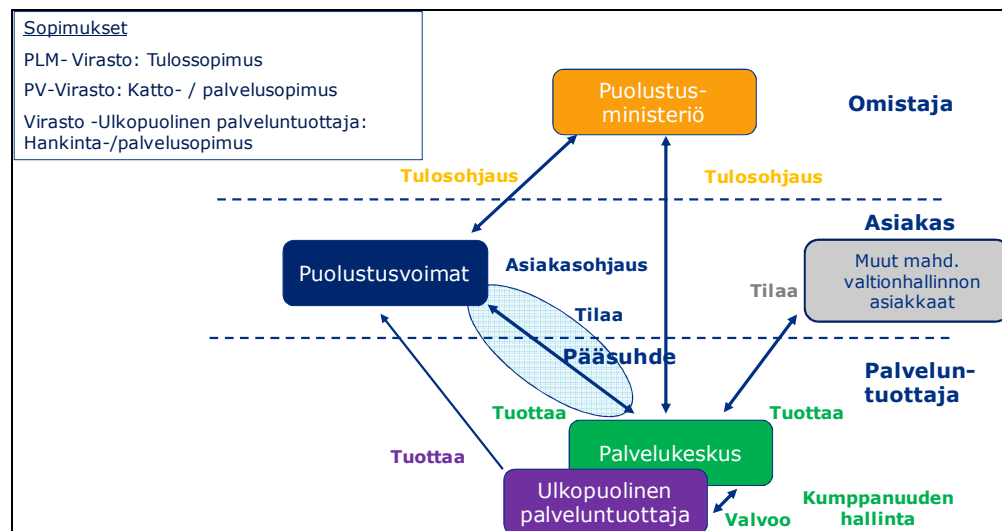 Sopimukset
PLM- Virasto: Tulossopimus
PV-Virasto: Katto- / palvelusopimus
Virasto -Ulkopuolinen palveluntuottaja:
Hankinta-/palvelusopimus
Puolustus-
ministeriö
Omistaja
Tulosohjaus
Tulosohjaus
Asiakas
Puolustusvoimat
Asiakasohjaus
Muut mahd.
valtionhallinnon
asiakkaat
Tilaa
Tilaa
Pääsuhde
Palvelun-
tuottaja
Tuottaa
Tuottaa
Tuottaa
Palvelukeskus
Ulkopuolinen
palveluntuottaja
Kumppanuuden
hallinta
Valvoo